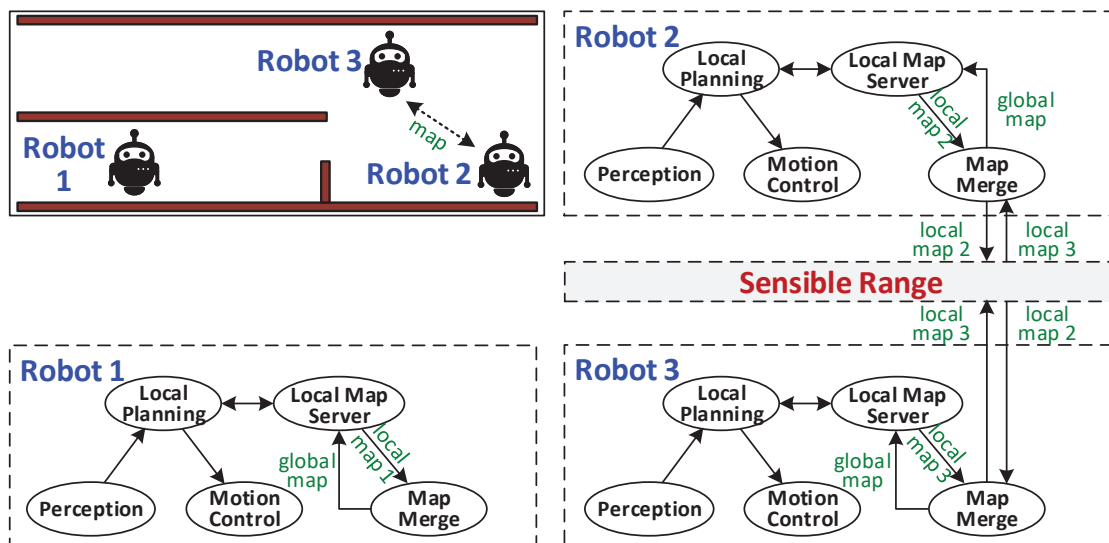 Robot 3
map
Robot
1
Robot 2
Robot 2
Local
Planning
Local Map
Server
local
map 2
global
map
Perception
Motion
Control
Map
Merge
local
map 2
local
map 3
Sensible Range
local
map 3
local
map 2
Robot 1
Local
Planning
Local Map
Server
local
map 1
global
map
Perception
Motion
Control
Map
Merge
Robot 3
Local
Planning
Local Map
Server
local
map 3
global
map
Perception
Motion
Control
Map
Merge